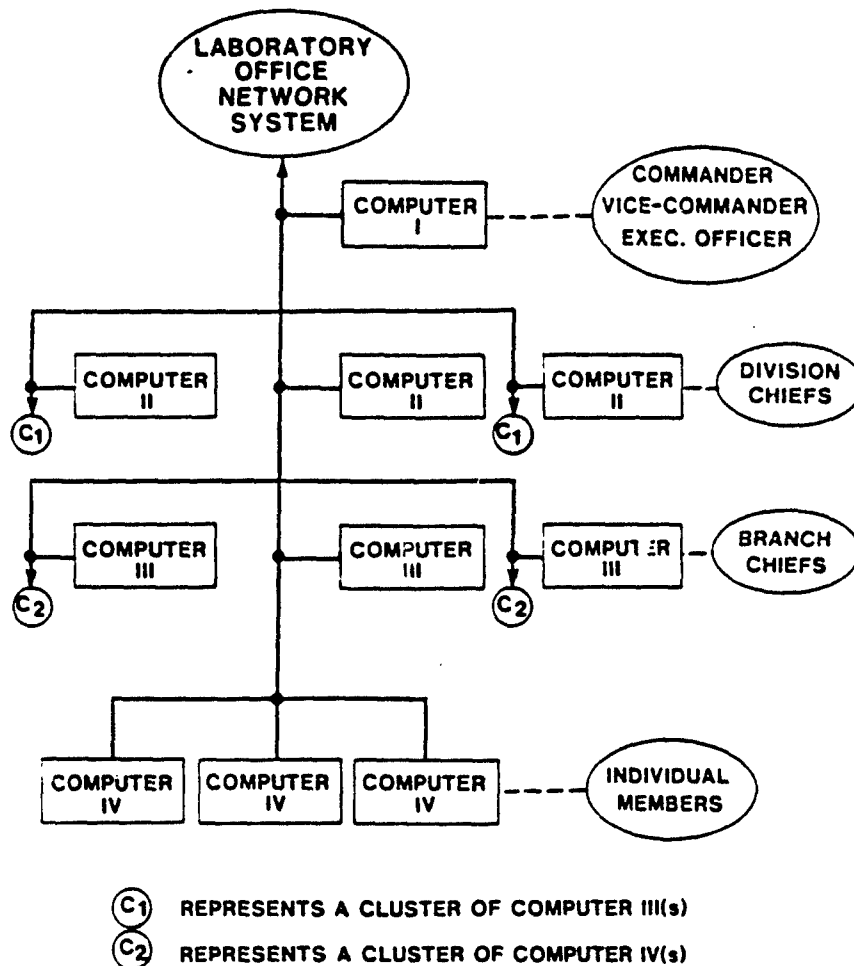 LABORATORY
OFFICE
NETWORK
SYSTEM
COMPUTER
I
COMMANDER
VICE-COMMANDER
EXEC. OFFICER
COMPUTER
II
COMPUTER
II
COMPUTER
II
DIVISION
CHIEFS
C1
C1
COMPUTER
III
COMPUTER
III
COMPUTER
III
BRANCH
CHIEFS
C2
C2
COMPUTER
IV
COMPUTER
IV
COMPUTER
IV
INDIVIDUAL
MEMBERS
C1 REPRESENTS A CLUSTER OF COMPUTER III(s)
C2 REPRESENTS A CLUSTER OF COMPUTER IV(s)